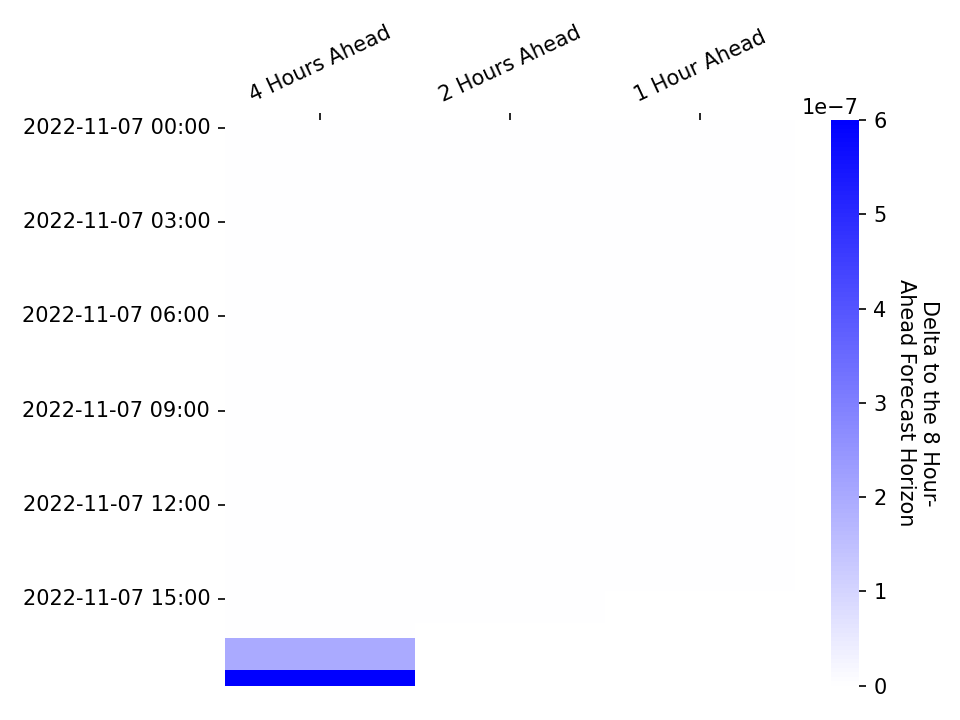 4 Hours Ahead
2 Hours Ahead
1 Hour Ahead
1e−7
2022-11-07 00:00
2022-11-07 03:00
2022-11-07 06:00
2022-11-07 09:00
2022-11-07 12:00
2022-11-07 15:00
6
5
4
3
2
1
0
Delta to the 8 Hour-
Ahead Forecast Horizon